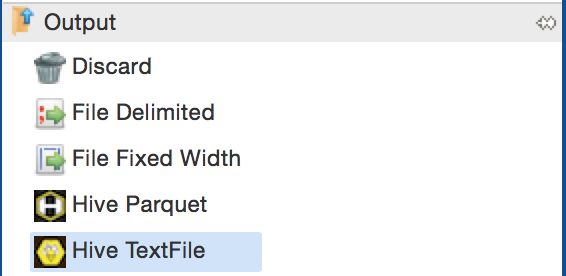 Output
Discard
File Delimited
File Fixed Width
Hive Parquet
Hive TextFile